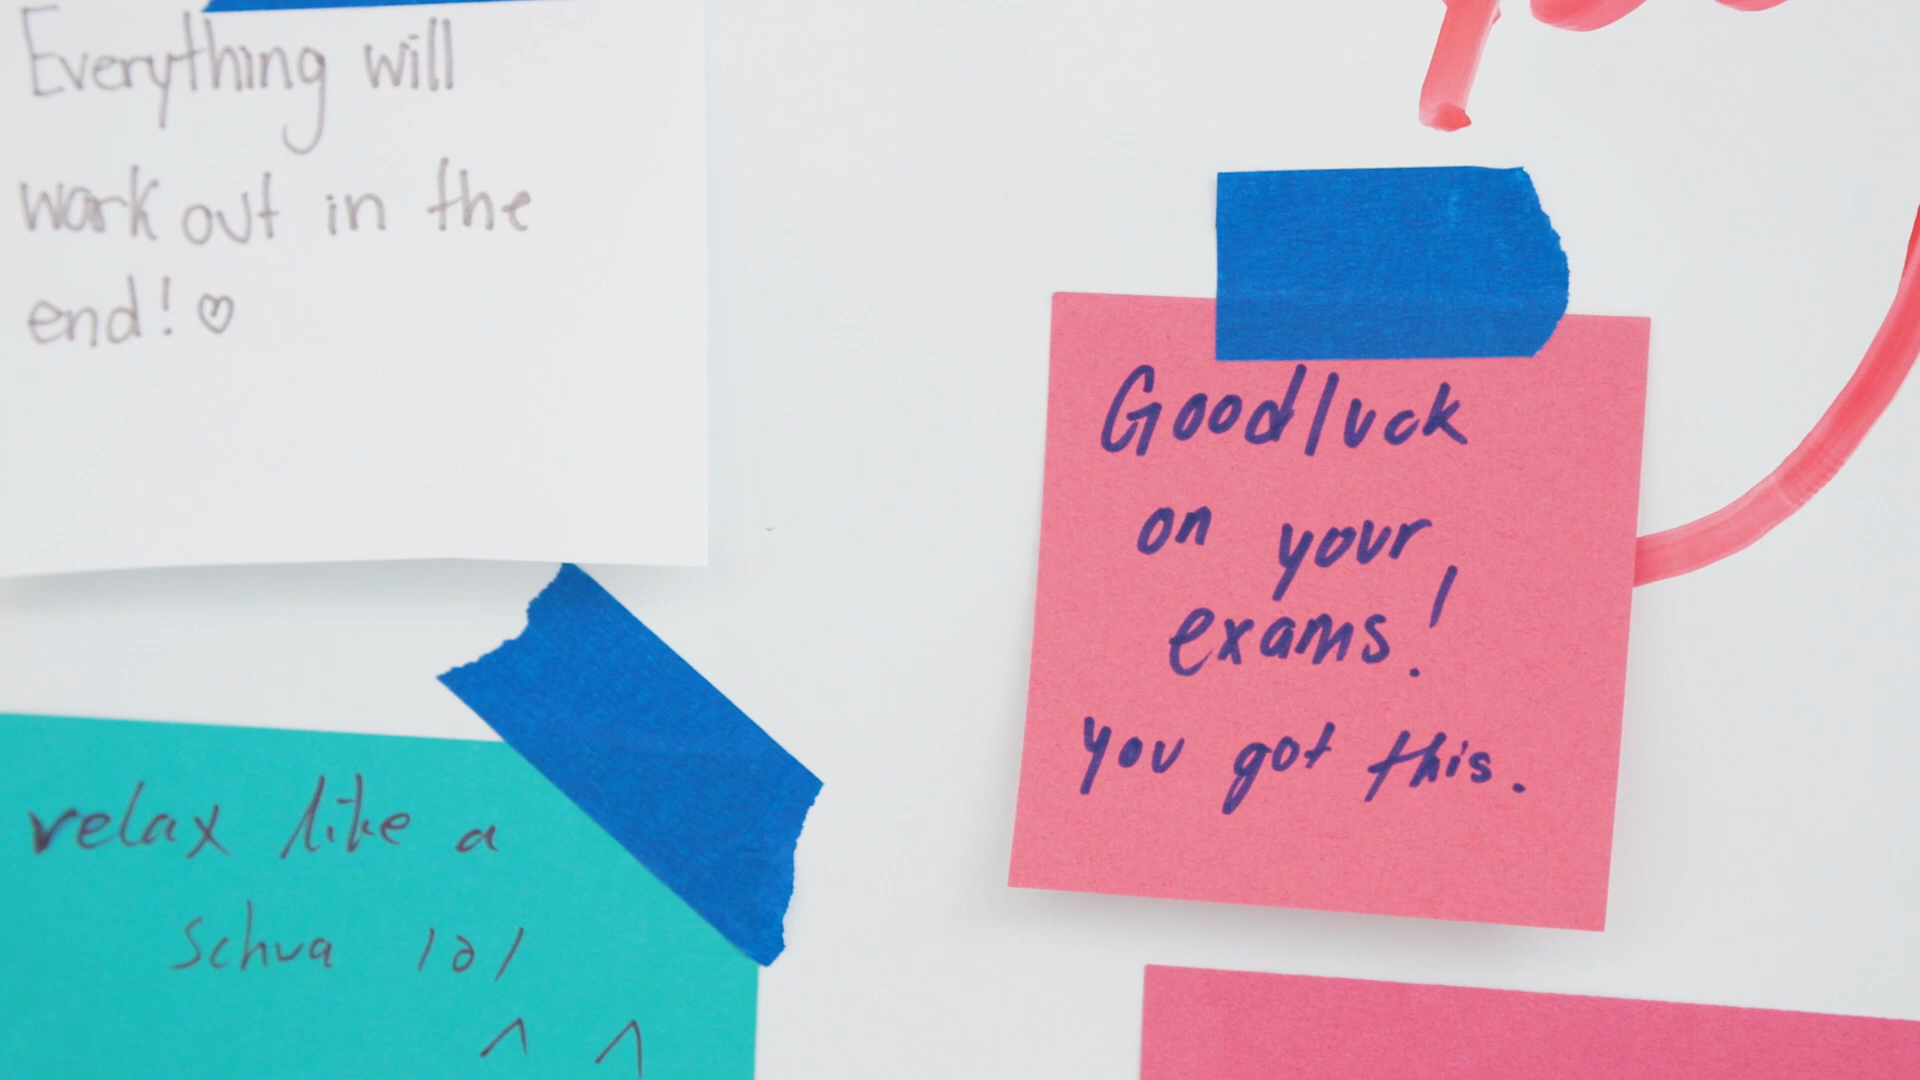 Everything will
work out in the
end! ♡
Goodluck
on your
exams!
you got this.
relax like a
Schwa /ə/
^ ^